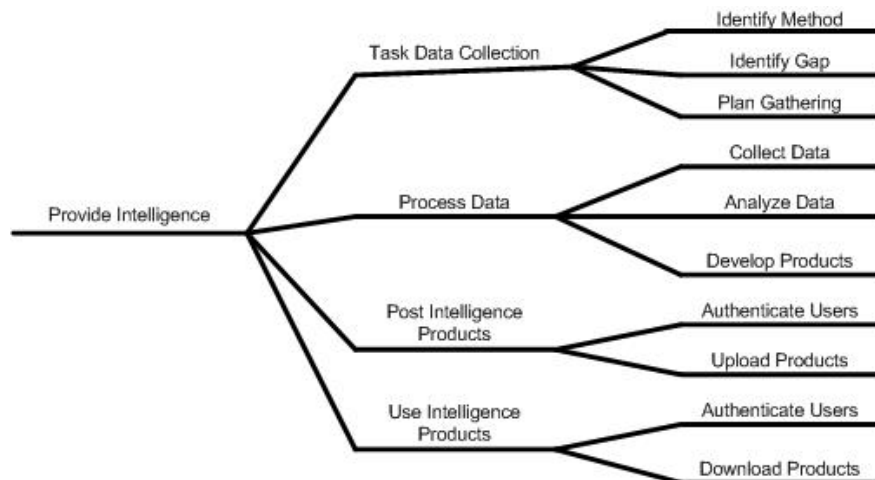 Identify Method
Task Data Collection
Identify Gap
Plan Gathering
Collect Data
Provide Intelligence
Process Data
Analyze Data
Develop Products
Post Intelligence
Products
Authenticate Users
Upload Products
Use Intelligence
Products
Authenticate Users
Download Products